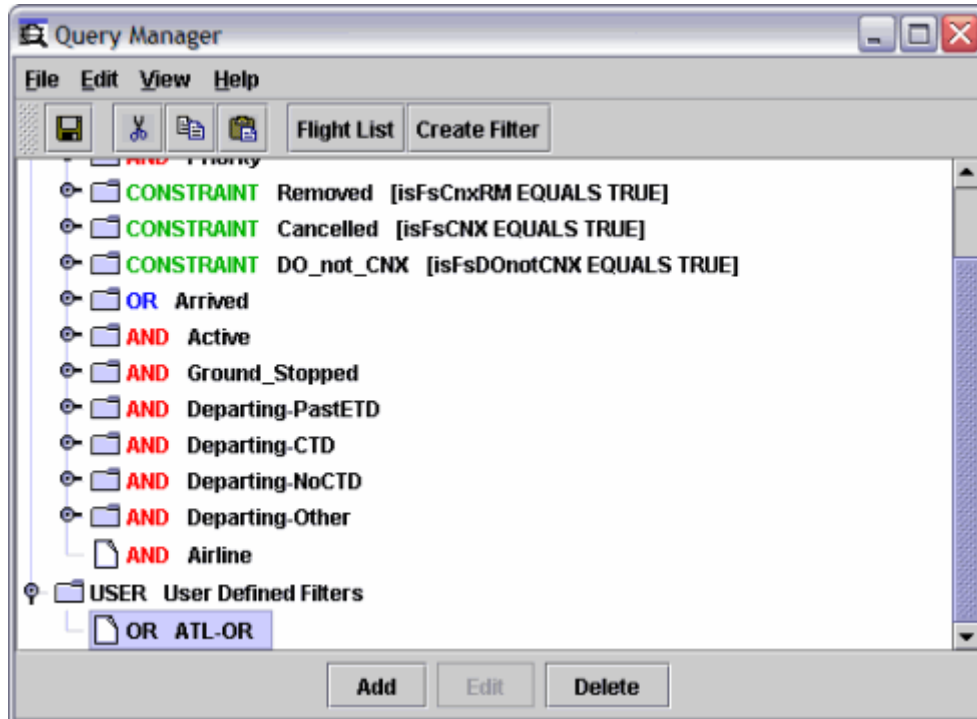 Query Manager
File Edit View Help
Flight List Create Filter
AND Priority
CONSTRAINT Removed [isFsCnxRM EQUALS TRUE]
CONSTRAINT Cancelled [isFsCNX EQUALS TRUE]
CONSTRAINT DO_not_CNX [isFsDOnotCNX EQUALS TRUE]
OR Arrived
AND Active
AND Ground_Stopped
AND Departing-PastETD
AND Departing-CTD
AND Departing-NoCTD
AND Departing-Other
AND Airline
USER User Defined Filters
OR ATL-OR
Add Edit Delete